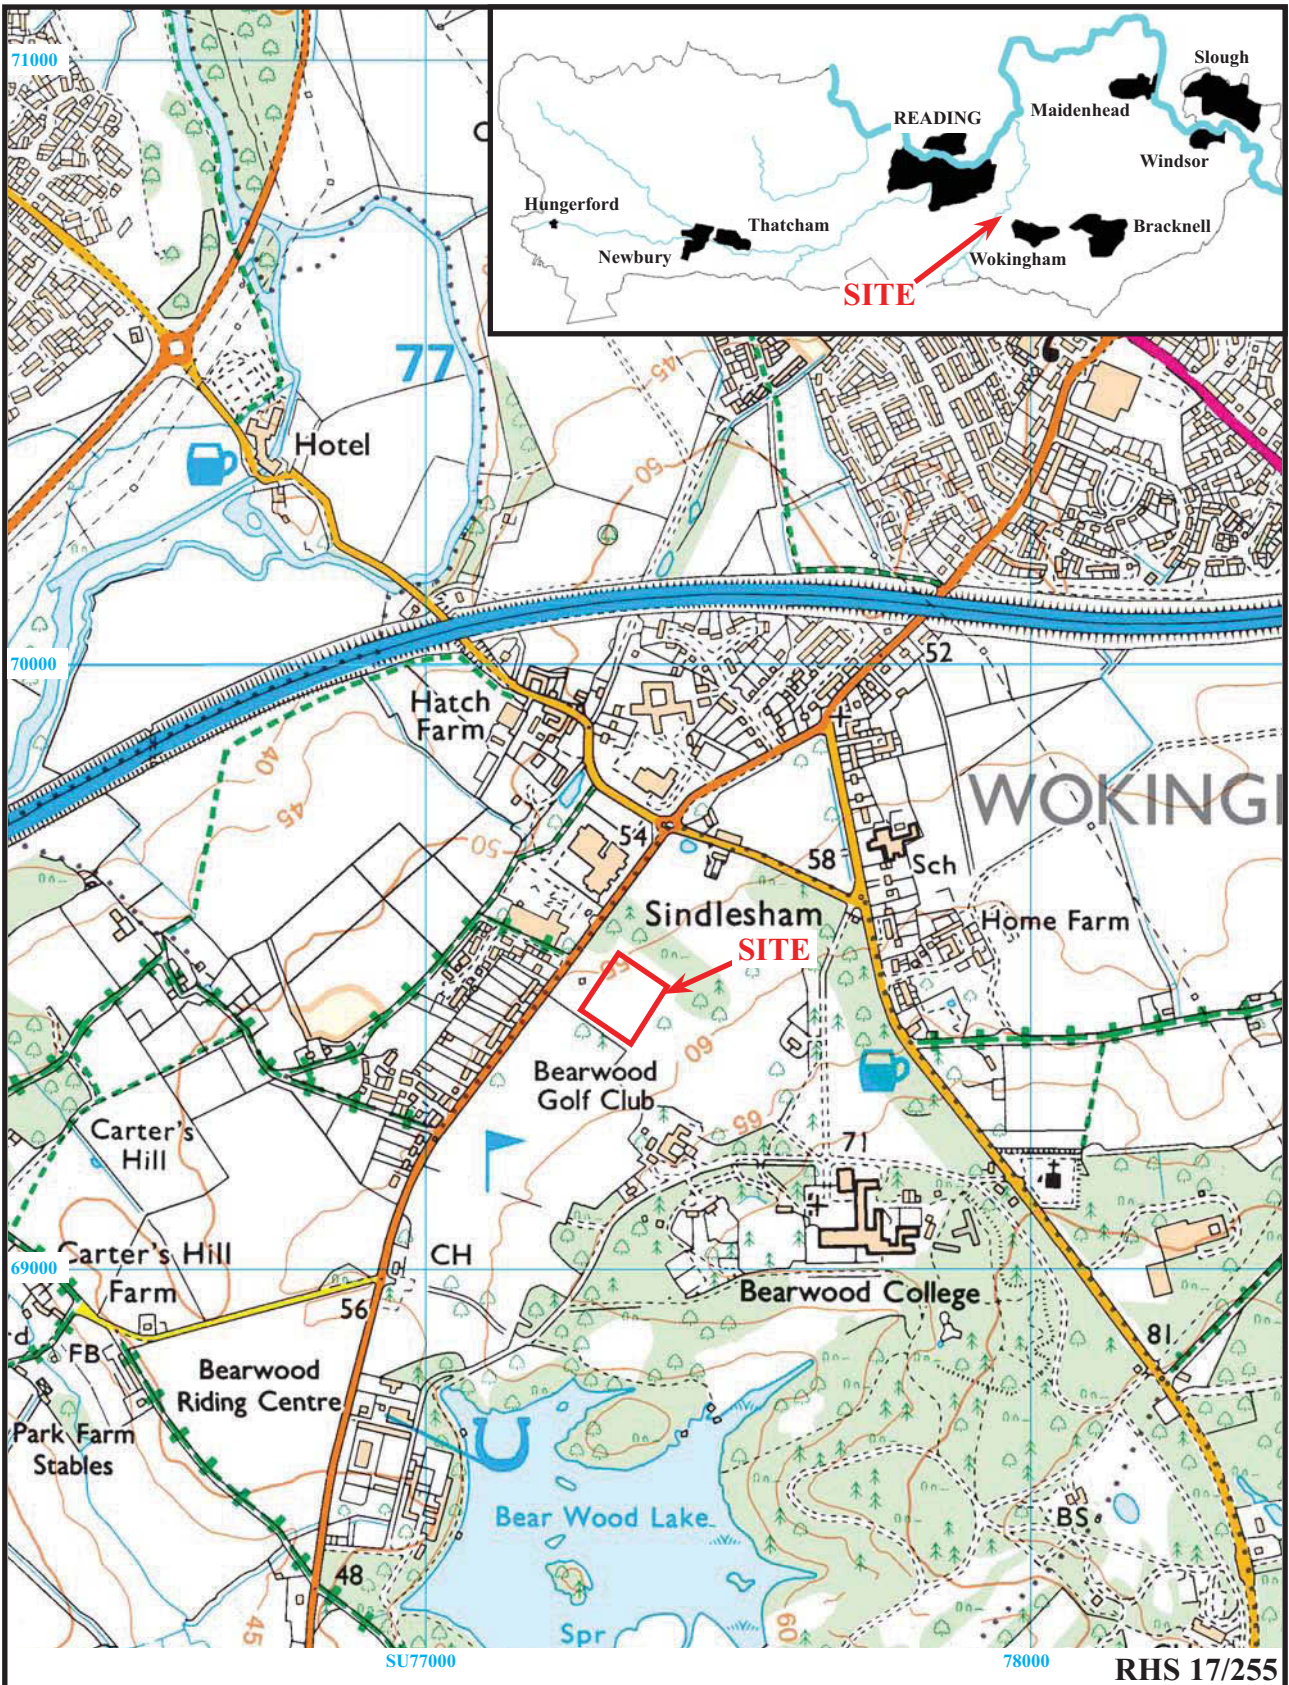 71000
Slough
READING
Maidenhead
Windsor
Hungerford
Thatcham
Bracknell
Newbury
Wokingham
SITE
77
45
50
Hotel
52
70000
Hatch
Farm
40
45
50
WOKING
54
58
Sch
Sindlesham
Home Farm
SITE
55
60
Bearwood
Golf Club
65
71
Carter's
Hill
Carter's Hill
Farm
69000
CH
56
Bearwood College
81
FB
Bearwood
Riding Centre
Park Farm
Stables
Bear Wood Lake
BS
48
45
60
Spr
SU77000
78000
RHS 17/255